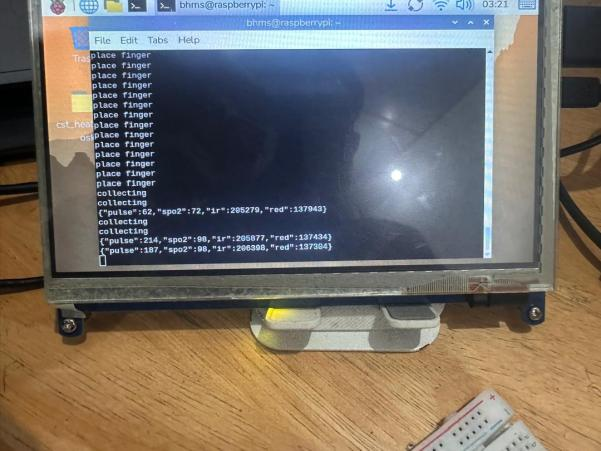 bhms@raspberrypi: ~
03:21
bhms@raspberrypi: ~
File Edit Tabs Help
place finger
place finger
place finger
place finger
place finger
place finger
place finger
place finger
place finger
place finger
place finger
place finger
place finger
place finger
collecting
collecting
{"pulse":62,"spo2":72,"ir":205279,"red":137943}
collecting
collecting
{"pulse":214,"spo2":98,"ir":205877,"red":137434}
{"pulse":187,"spo2":98,"ir":206398,"red":137304}